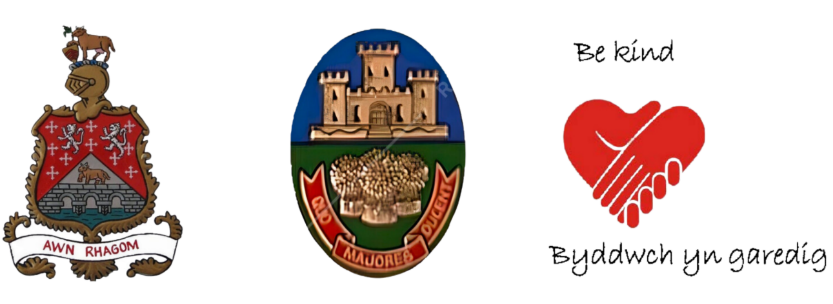 AWN RHAGOM
QUO
MAJORES
DUCENT
Be kind
Byddwch yn garedig